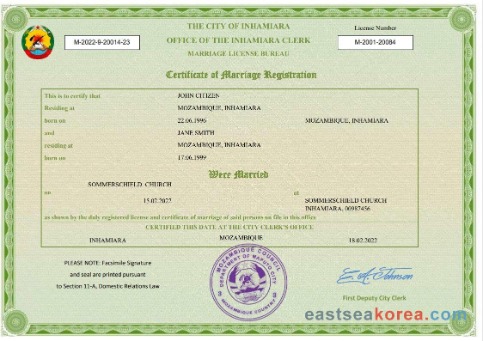 THE CITY OF INHAMIARA
License Number
M-2022-9-20014-23
OFFICE OF THE INHAMIARA CLERK
M-2001-20084
MARRIAGE LICENSE BUREAU
Certificate of Marriage Registration
This is to certify that JOHN CITIZEN
Residing at MOZAMBIQUE, INHAMIARA
born on 22.06.1996 MOZAMBIQUE, INHAMIARA
and JANE SMITH
residing at MOZAMBIQUE, INHAMIARA
born on 17.06.1999
Were Married
SOMMERSCHIELD CHURCH
on 15.02.2022 at SOMMERSCHIELD CHURCH
INHAMIARA, 00987456
as shown by the duly registered license and certificate of marriage of said persons on file in this office
CERTIFIED THIS DATE AT THE CITY CLERK'S OFFICE
INHAMIARA MOZAMBIQUE 18.02.2022
PLEASE NOTE: Facsimile Signature
and seal are printed pursuant
to Section 11-A, Domestic Relations Law
MOZAMBIQUE COUNCIL
DEPARTMENT OF MAPUTO CITY
MOZAMBIQUE COUNTRY
First Deputy City Clerk
eastseakorea.com